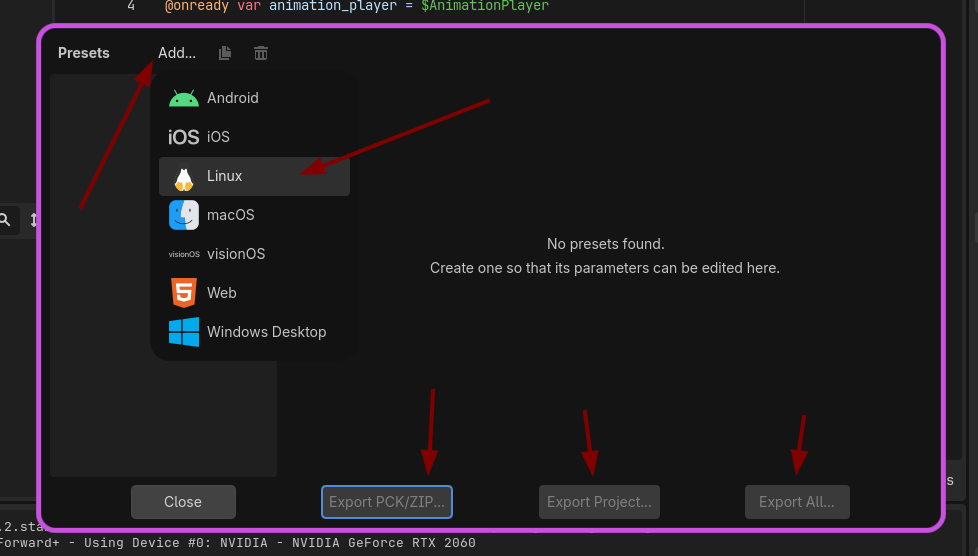 4 @onready var animation_player = $AnimationPlayer
Presets Add...
Android
iOS iOS
Linux
macOS
visionOS visionOS
Web
Windows Desktop
No presets found.
Create one so that its parameters can be edited here.
Close Export PCK/ZIP... Export Project... Export All...
s
.2.sta
Forward+ - Using Device #0: NVIDIA - NVIDIA GeForce RTX 2060